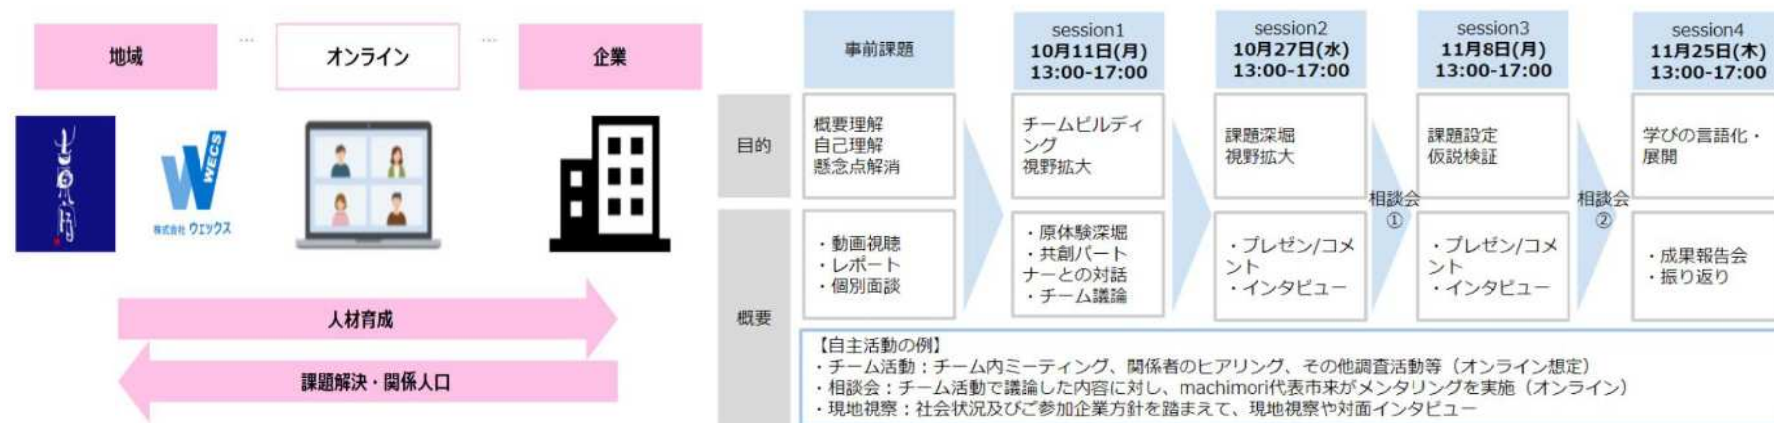 地域
…
オンライン
…
企業
WECS
株式会社 ウエックス
人材育成
課題解決・関係人口
事前課題
session1
10月11日(月)
13:00-17:00
session2
10月27日(水)
13:00-17:00
session3
11月8日(月)
13:00-17:00
session4
11月25日(木)
13:00-17:00
目的
概要理解
自己理解
懸念点解消
チームビルディ
ング
視野拡大
課題深堀
視野拡大
相談会
①
課題設定
仮説検証
相談会
②
学びの言語化・
展開
概要
・動画視聴
・レポート
・個別面談
・原体験深堀
・共創パート
ナーとの対話
・チーム議論
・プレゼン/コメ
ント
・インタビュー
・プレゼン/コメ
ント
・インタビュー
・成果報告会
・振り返り
【自主活動の例】
・チーム活動：チーム内ミーティング、関係者のヒアリング、その他調査活動等（オンライン想定）
・相談会：チーム活動で議論した内容に対し、machimori代表市来がメンタリングを実施（オンライン）
・現地視察：社会状況及びご参加企業方針を踏まえて、現地視察や対面インタビュー